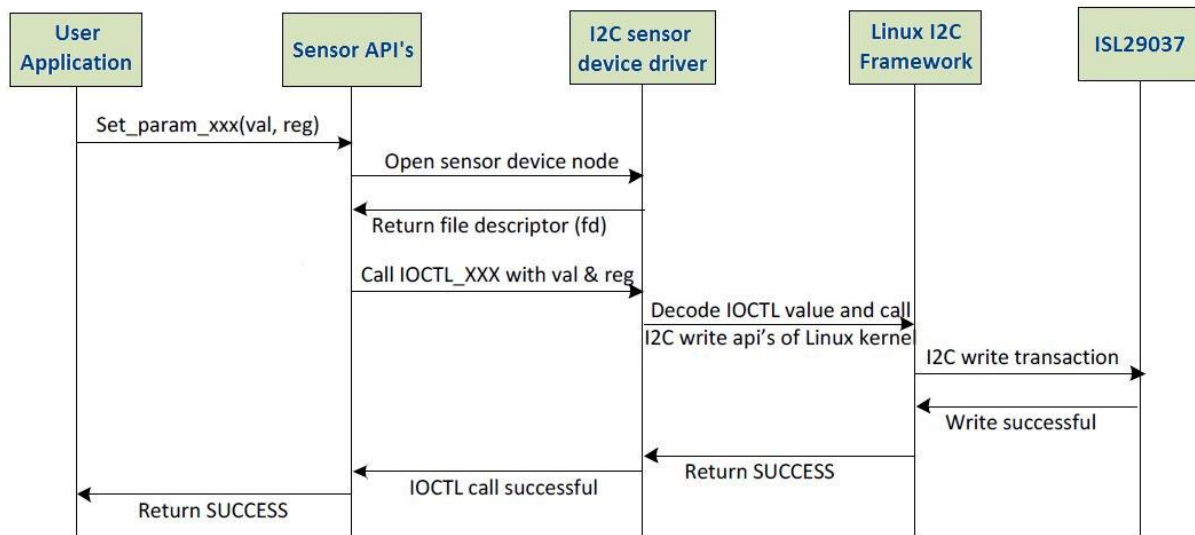 User
Application
Sensor API's
I2C sensor
device driver
Linux I2C
Framework
ISL29037
Set_param_xxx(val, reg)
Open sensor device node
Return file descriptor (fd)
Call IOCTL_XXX with val & reg
Decode IOCTL value and call
I2C write api's of Linux kernel
I2C write transaction
Write successful
Return SUCCESS
IOCTL call successful
Return SUCCESS